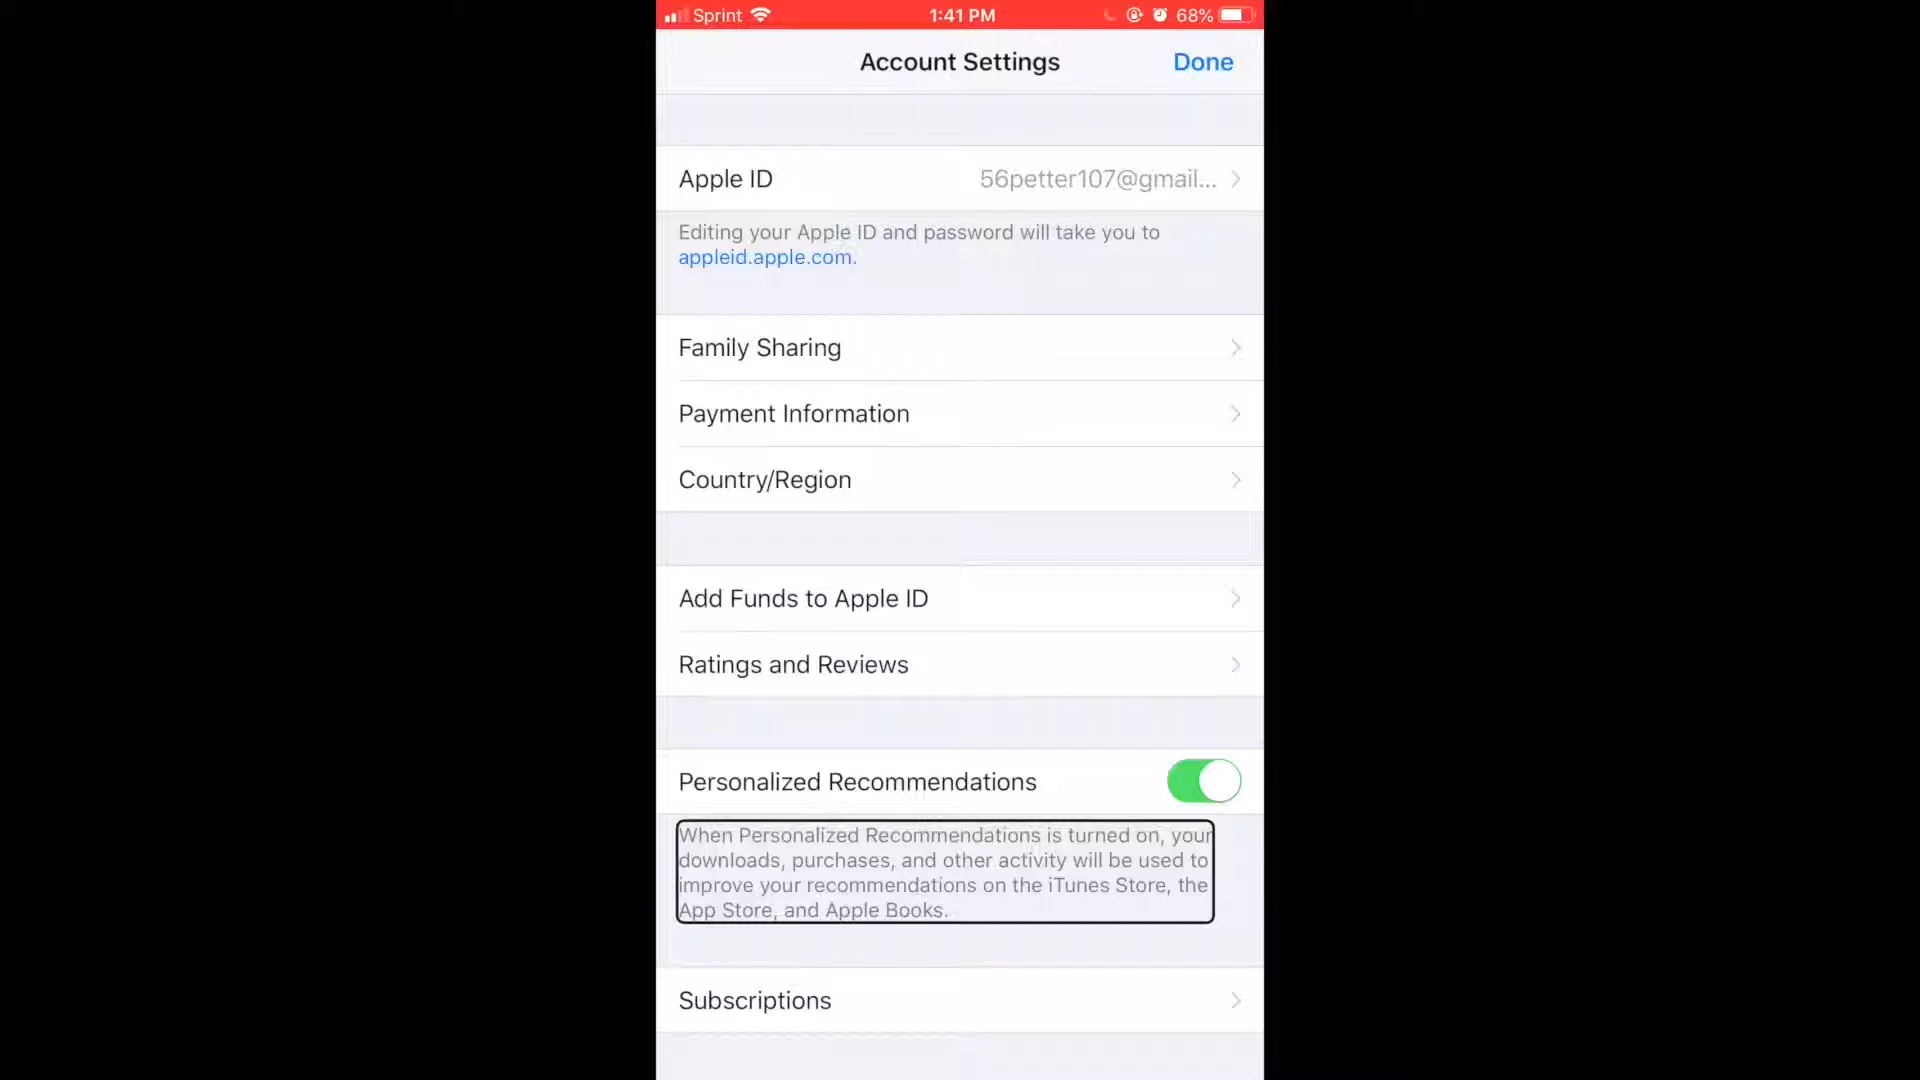 Sprint 1:41 PM 68%
Account Settings Done
Apple ID 56petter107@gmail...
Editing your Apple ID and password will take you to
appleid.apple.com.
Family Sharing
Payment Information
Country/Region
Add Funds to Apple ID
Ratings and Reviews
Personalized Recommendations
When Personalized Recommendations is turned on, your
downloads, purchases, and other activity will be used to
improve your recommendations on the iTunes Store, the
App Store, and Apple Books.
Subscriptions